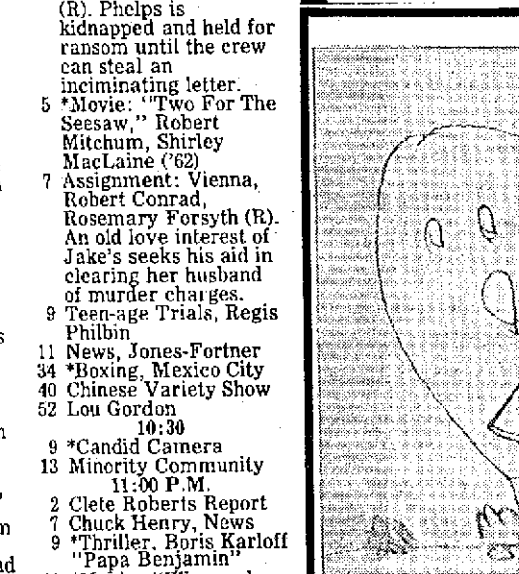 (R). Phelps is
kidnapped and held for
ransom until the crew
can steal an
inciminating letter.
5 *Movie: "Two For The
Seesaw," Robert
Mitchum, Shirley
MacLaine ('62)
7 Assignment: Vienna,
Robert Conrad,
Rosemary Forsyth (R).
An old love interest of
Jake's seeks his aid in
clearing her husband
of murder charges.
9 Teen-age Trials, Regis
Philbin
11 News, Jones-Fortner
34 *Boxing, Mexico City
40 Chinese Variety Show
52 Lou Gordon
10:30
9 *Candid Camera
13 Minority Community
11:00 P.M.
2 Clete Roberts Report
7 Chuck Henry, News
9 *Thriller, Boris Karloff
"Papa Benjamin"